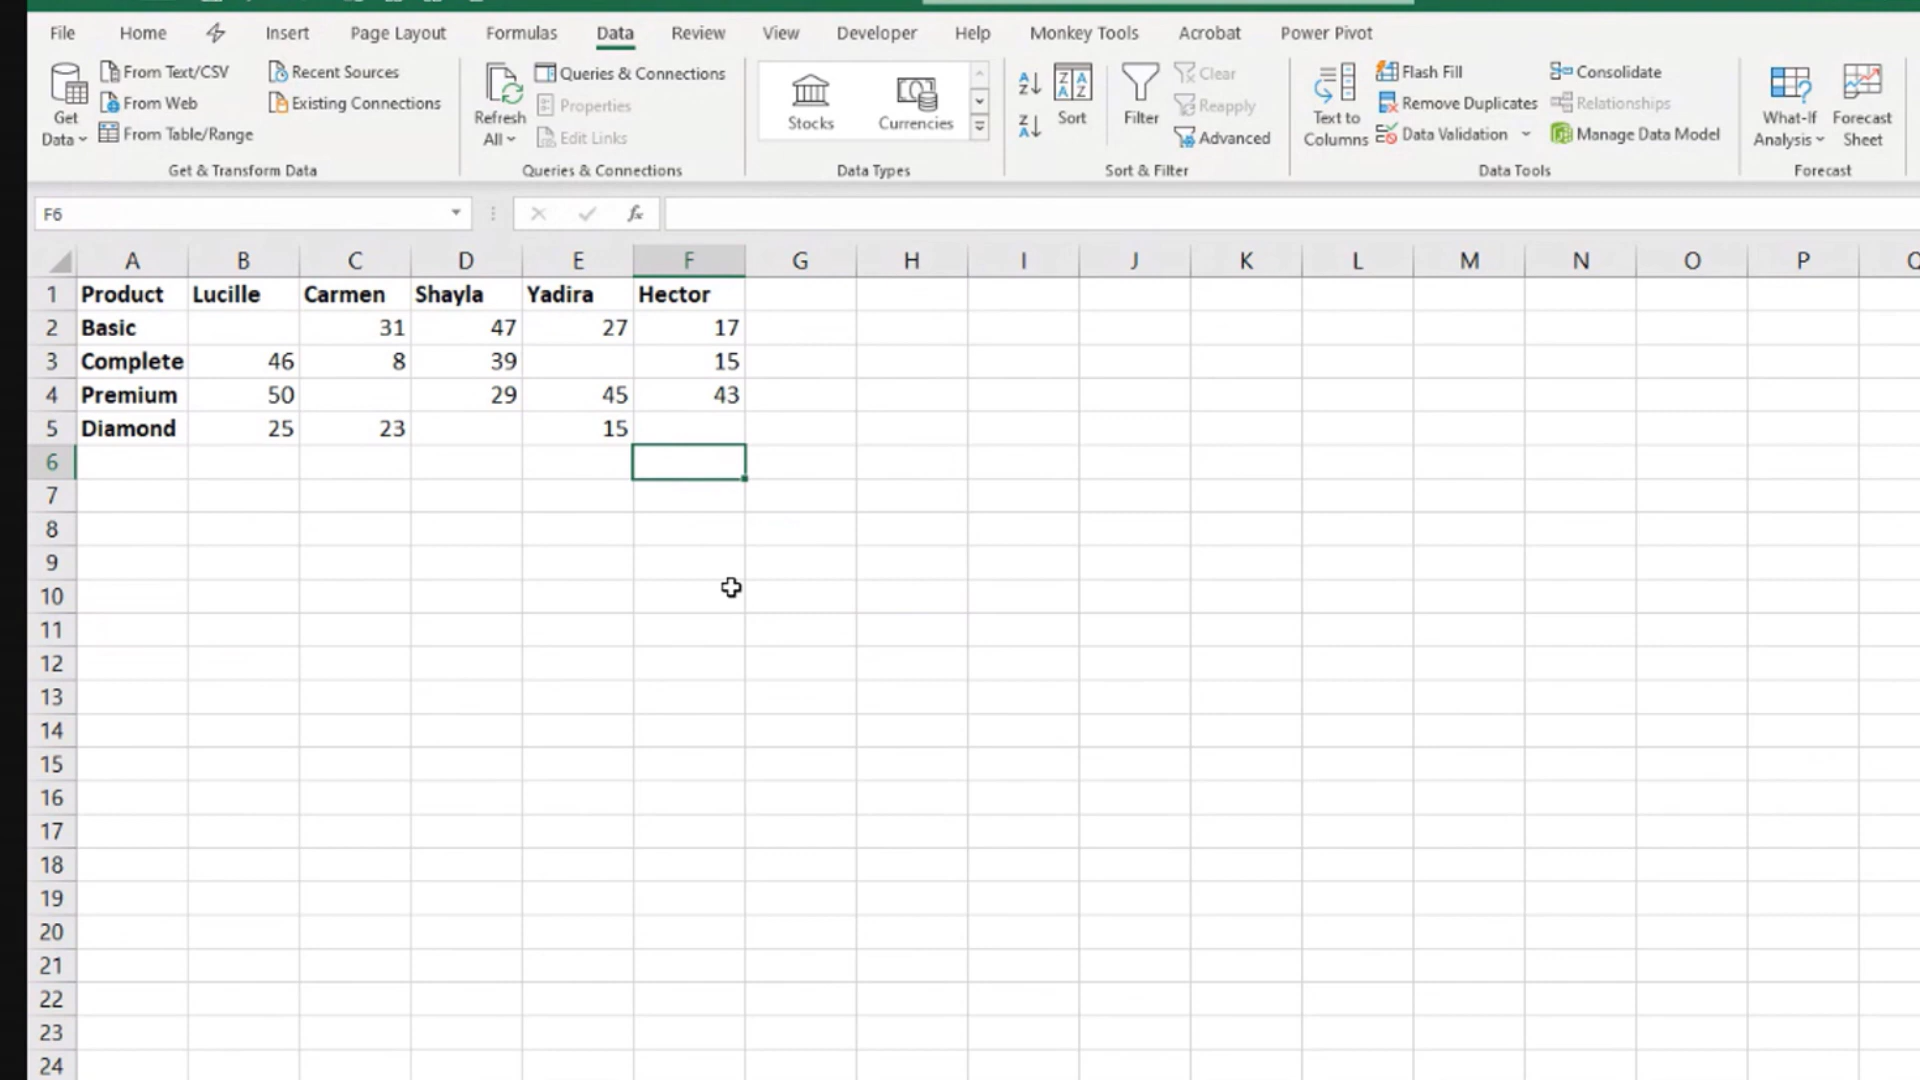 File Home Insert Page Layout Formulas Data Review View Developer Help Monkey Tools Acrobat Power Pivot
Get Data
From Text/CSV
From Web
From Table/Range
Recent Sources
Existing Connections
Get & Transform Data
Refresh All
Queries & Connections
Properties
Edit Links
Queries & Connections
Stocks
Currencies
Data Types
Sort
Filter
Clear
Reapply
Advanced
Sort & Filter
Text to Columns
Flash Fill
Remove Duplicates
Data Validation
Consolidate
Relationships
Manage Data Model
Data Tools
What-If Analysis
Forecast Sheet
Forecast
F6 fx
A B C D E F G H I J K L M N O P
1 Product Lucille Carmen Shayla Yadira Hector
2 Basic 31 47 27 17
3 Complete 46 8 39 15
4 Premium 50 29 45 43
5 Diamond 25 23 15
6
7
8
9
10
11
12
13
14
15
16
17
18
19
20
21
22
23
24